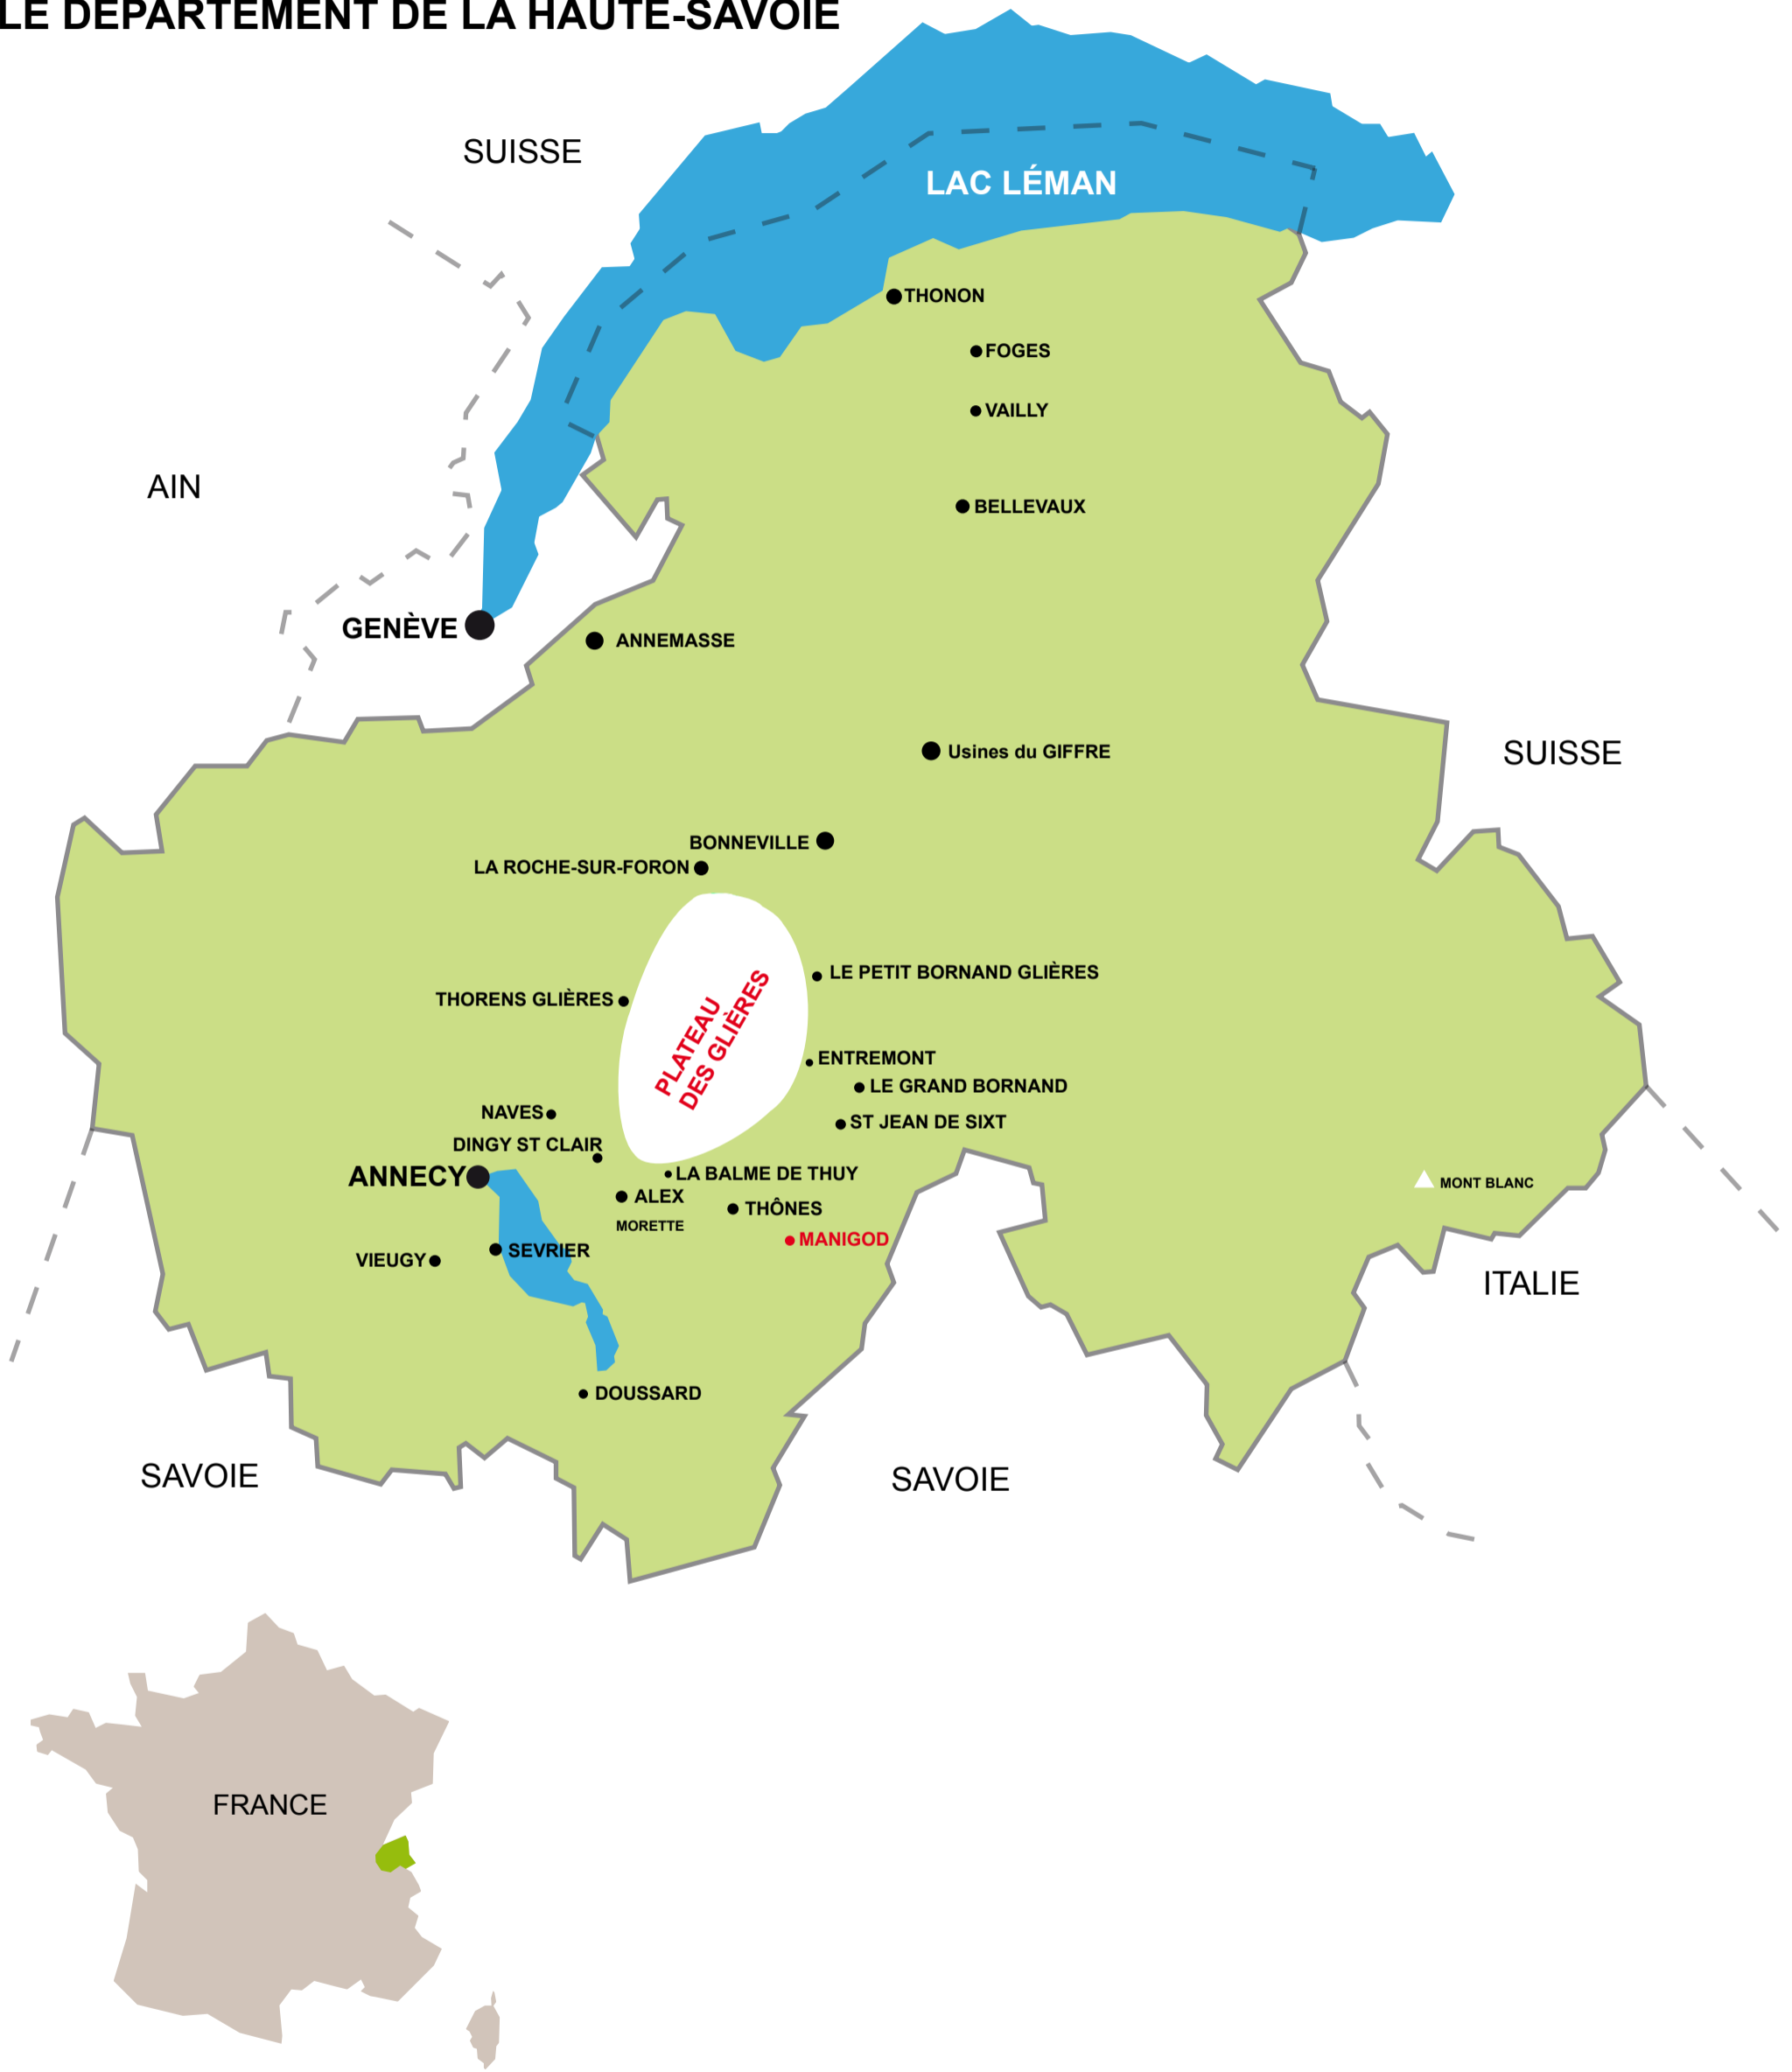 LE DEPARTEMENT DE LA HAUTE-SAVOIE
SUISSE
LAC LÉMAN
THONON
FOGES
VAILLY
AIN
BELLEVAUX
GENÈVE
ANNEMASSE
Usines du GIFFRE
SUISSE
BONNEVILLE
LA ROCHE-SUR-FORON
LE PETIT BORNAND GLIÈRES
THORENS GLIÈRES
PLATEAU
DES GLIÈRES
ENTREMONT
LE GRAND BORNAND
NAVES
ST JEAN DE SIXT
DINGY ST CLAIR
ANNECY
LA BALME DE THUY
MONT BLANC
ALEX
THÔNES
MORETTE
MANIGOD
SEVRIER
VIEUGY
ITALIE
DOUSSARD
SAVOIE
SAVOIE
FRANCE